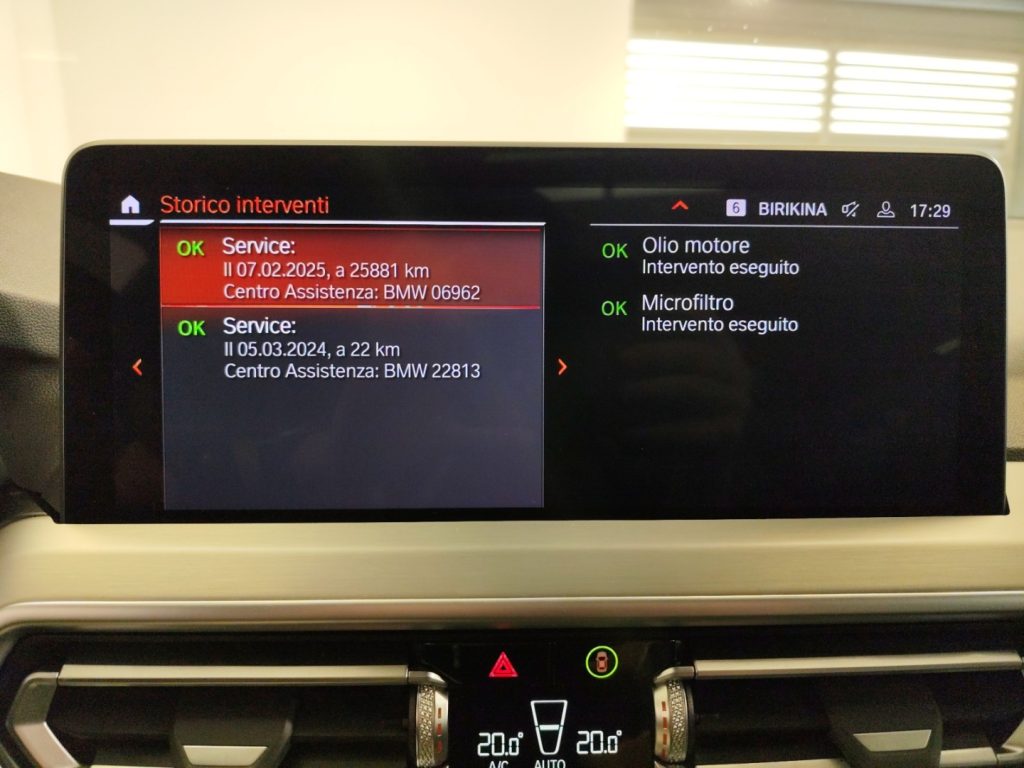 Storico interventi
6 BIRIKINA 17:29
OK Service:
Il 07.02.2025, a 25881 km
Centro Assistenza: BMW 06962
OK Service:
Il 05.03.2024, a 22 km
Centro Assistenza: BMW 22813
OK Olio motore
Intervento eseguito
OK Microfiltro
Intervento eseguito
20.0° 20.0°
A/C AUTO